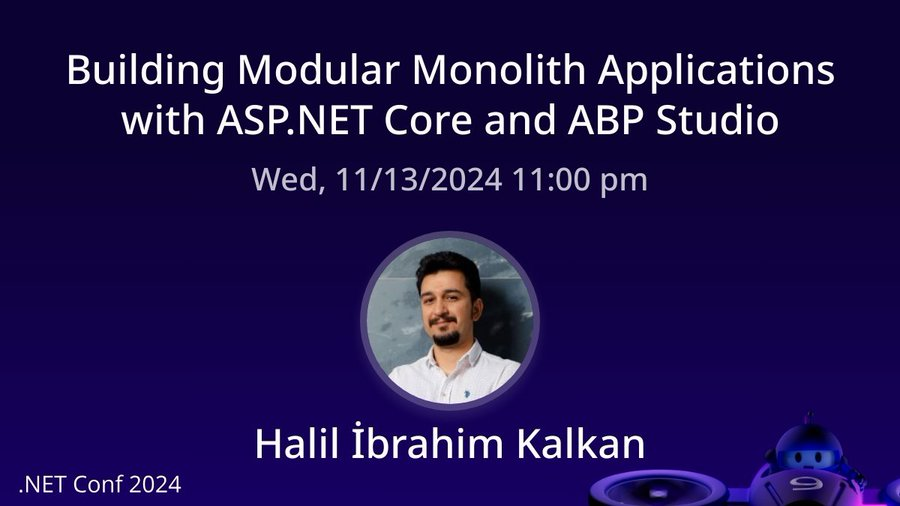 Building Modular Monolith Applications
with ASP.NET Core and ABP Studio
Wed, 11/13/2024 11:00 pm
Halil İbrahim Kalkan
.NET Conf 2024
9